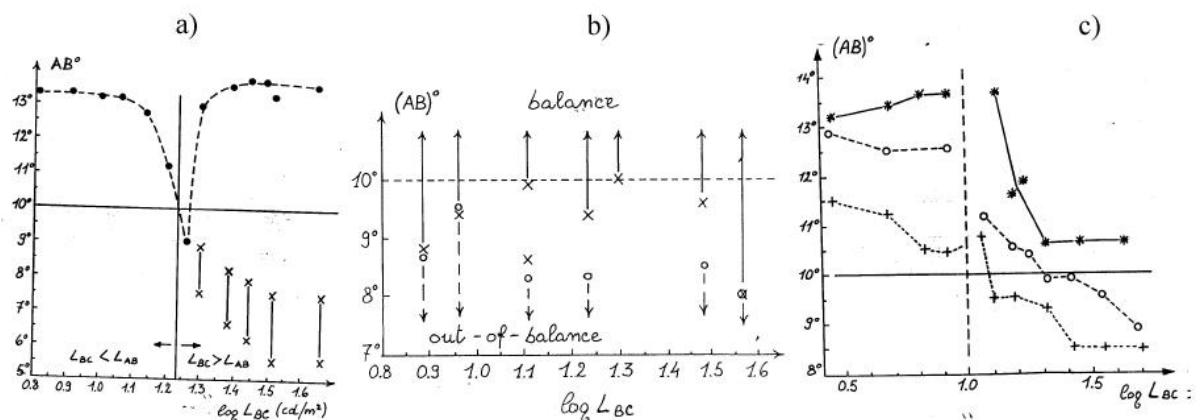 a)
AB°
13°
12°
11°
10°
9°
8°
7°
6°
5°
L_BC < L_AB
L_BC > L_AB
0.8 0.9 1.0 1.1 1.2 1.3 1.4 1.5 1.6
log L_BC (cd/m²)
b)
(AB)°
balance
10°
9°
8°
7°
out-of-balance
0.8 0.9 1.0 1.1 1.2 1.3 1.4 1.5 1.6
log L_BC
c)
(AB)°
14°
13°
12°
11°
10°
9°
8°
0.5 1.0 1.5
log L_BC =